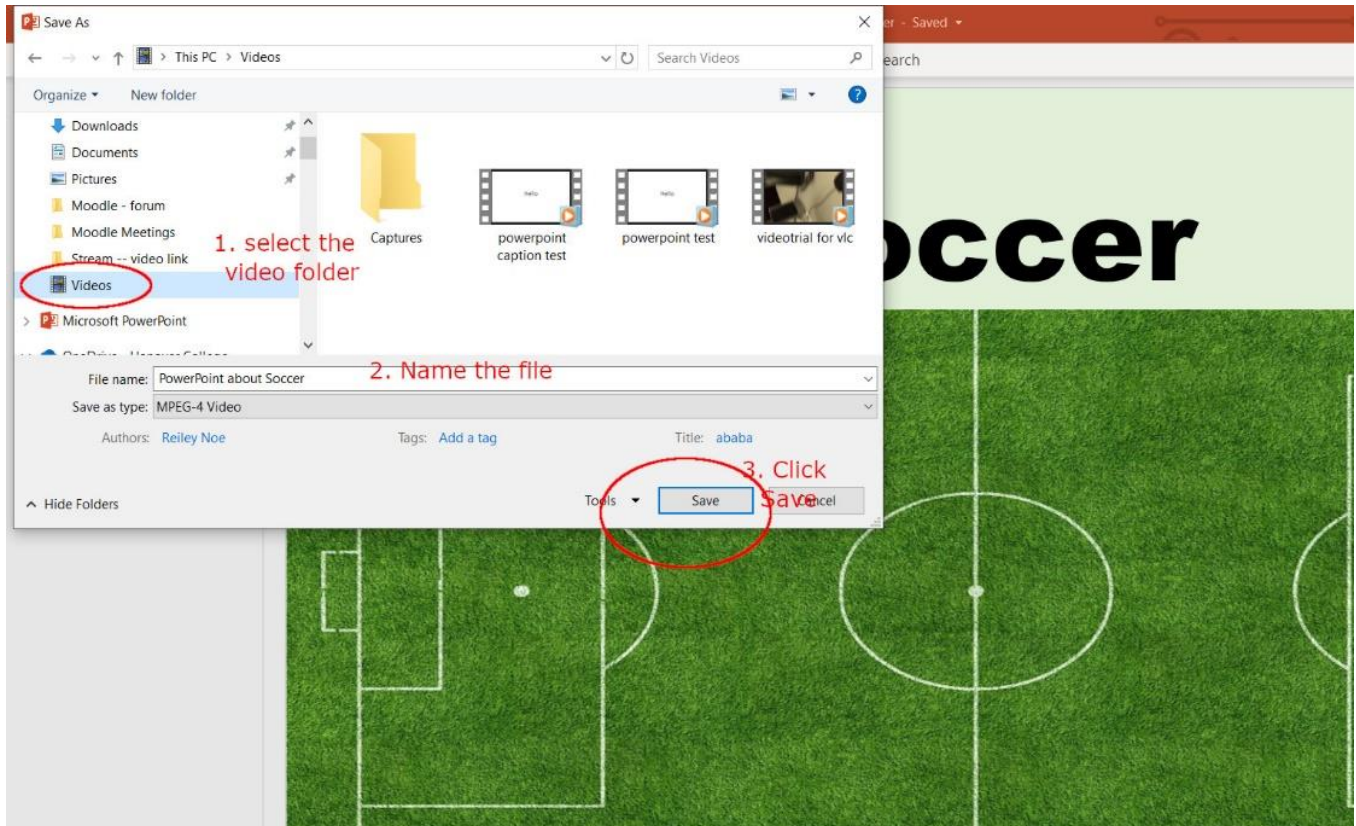 Save As
er - Saved
This PC > Videos
Search Videos
earch
Organize
New folder
Downloads
Documents
Pictures
Moodle - forum
Moodle Meetings
Stream -- video link
Videos
Microsoft PowerPoint
1. select the
video folder
Captures
hello
powerpoint
caption test
hello
powerpoint test
videotrial for vlc
occer
File name: PowerPoint about Soccer
2. Name the file
Save as type: MPEG-4 Video
Authors: Reiley Noe
Tags: Add a tag
Title: ababa
3. Click
Save
Hide Folders
Tools
Save
Cancel